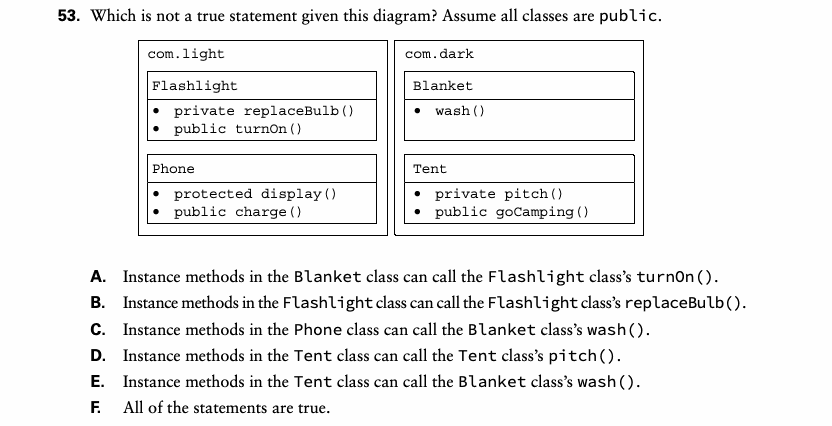 53. Which is not a true statement given this diagram? Assume all classes are public.
com.light
Flashlight
• private replaceBulb()
• public turnOn()
Phone
• protected display()
• public charge()
com.dark
Blanket
• wash()
Tent
• private pitch()
• public goCamping()
A. Instance methods in the Blanket class can call the Flashlight class’s turnOn().
B. Instance methods in the Flashlight class can call the Flashlight class’s replaceBulb().
C. Instance methods in the Phone class can call the Blanket class’s wash().
D. Instance methods in the Tent class can call the Tent class’s pitch().
E. Instance methods in the Tent class can call the Blanket class’s wash().
F. All of the statements are true.